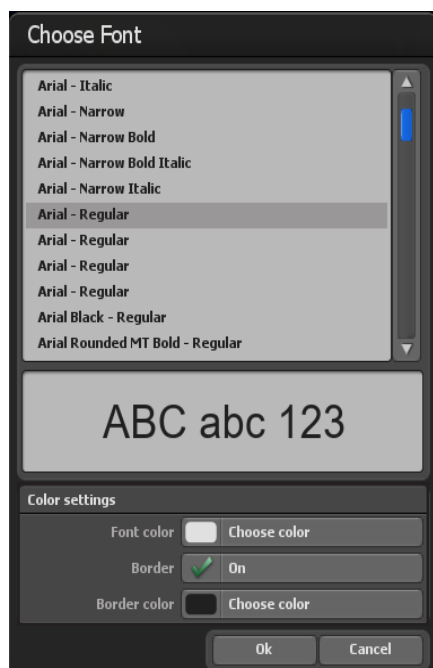 Choose Font
Arial - Italic
Arial - Narrow
Arial - Narrow Bold
Arial - Narrow Bold Italic
Arial - Narrow Italic
Arial - Regular
Arial - Regular
Arial - Regular
Arial - Regular
Arial Black - Regular
Arial Rounded MT Bold - Regular
ABC abc 123
Color settings
Font color Choose color
Border On
Border color Choose color
Ok Cancel